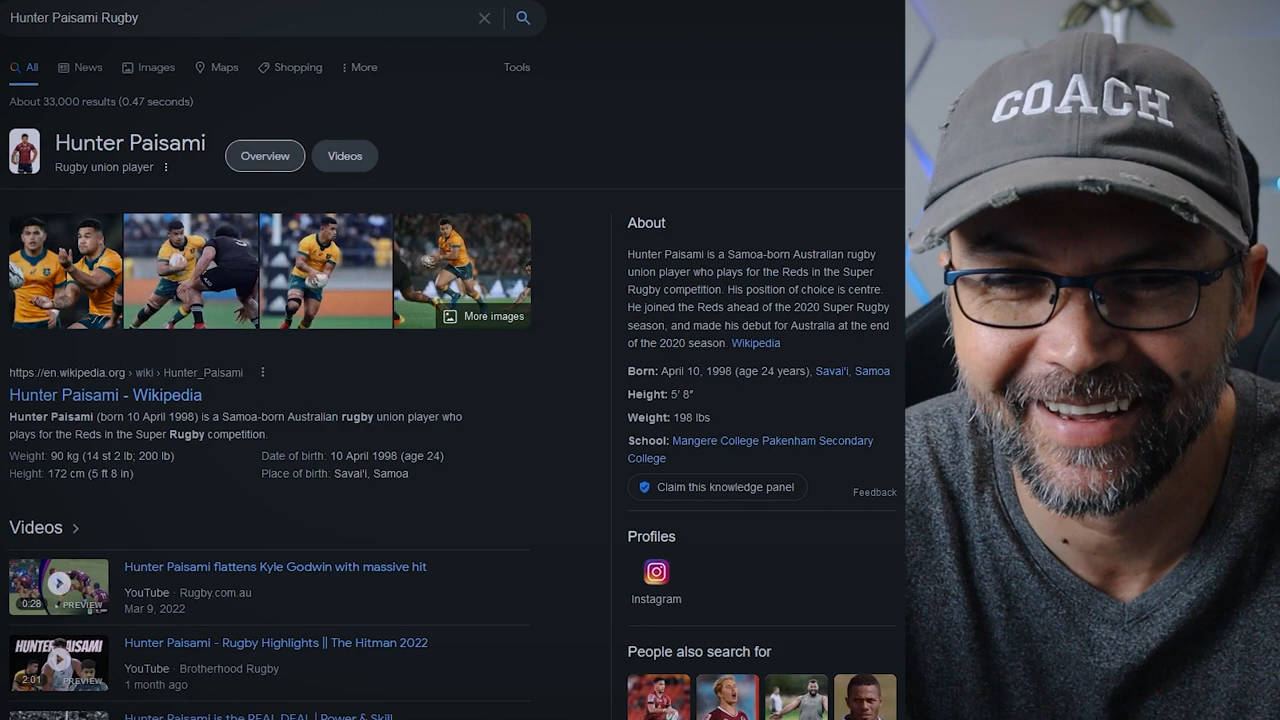 Hunter Paisami Rugby
All
News
Images
Maps
Shopping
More
Tools
About 33,000 results (0.47 seconds)
Hunter Paisami
Rugby union player
Overview
Videos
More images
https://en.wikipedia.org › wiki › Hunter_Paisami
Hunter Paisami - Wikipedia
Hunter Paisami (born 10 April 1998) is a Samoa-born Australian rugby union player who
plays for the Reds in the Super Rugby competition.
Weight: 90 kg (14 st 2 lb; 200 lb)
Date of birth: 10 April 1998 (age 24)
Height: 172 cm (5 ft 8 in)
Place of birth: Savai'i, Samoa
Videos
Hunter Paisami flattens Kyle Godwin with massive hit
YouTube · Rugby.com.au
Mar 9, 2022
0:28
PREVIEW
Hunter Paisami - Rugby Highlights || The Hitman 2022
YouTube · Brotherhood Rugby
1 month ago
HUNTER PAISAMI
2:01
PREVIEW
Hunter Paisami is the REAL DEAL | Power & Skill
About
Hunter Paisami is a Samoa-born Australian rugby
union player who plays for the Reds in the Super
Rugby competition. His position of choice is centre.
He joined the Reds ahead of the 2020 Super Rugby
season, and made his debut for Australia at the end
of the 2020 season. Wikipedia
Born: April 10, 1998 (age 24 years), Savai'i, Samoa
Height: 5′ 8″
Weight: 198 lbs
School: Mangere College Pakenham Secondary
College
Claim this knowledge panel
Feedback
Profiles
Instagram
People also search for
COACH